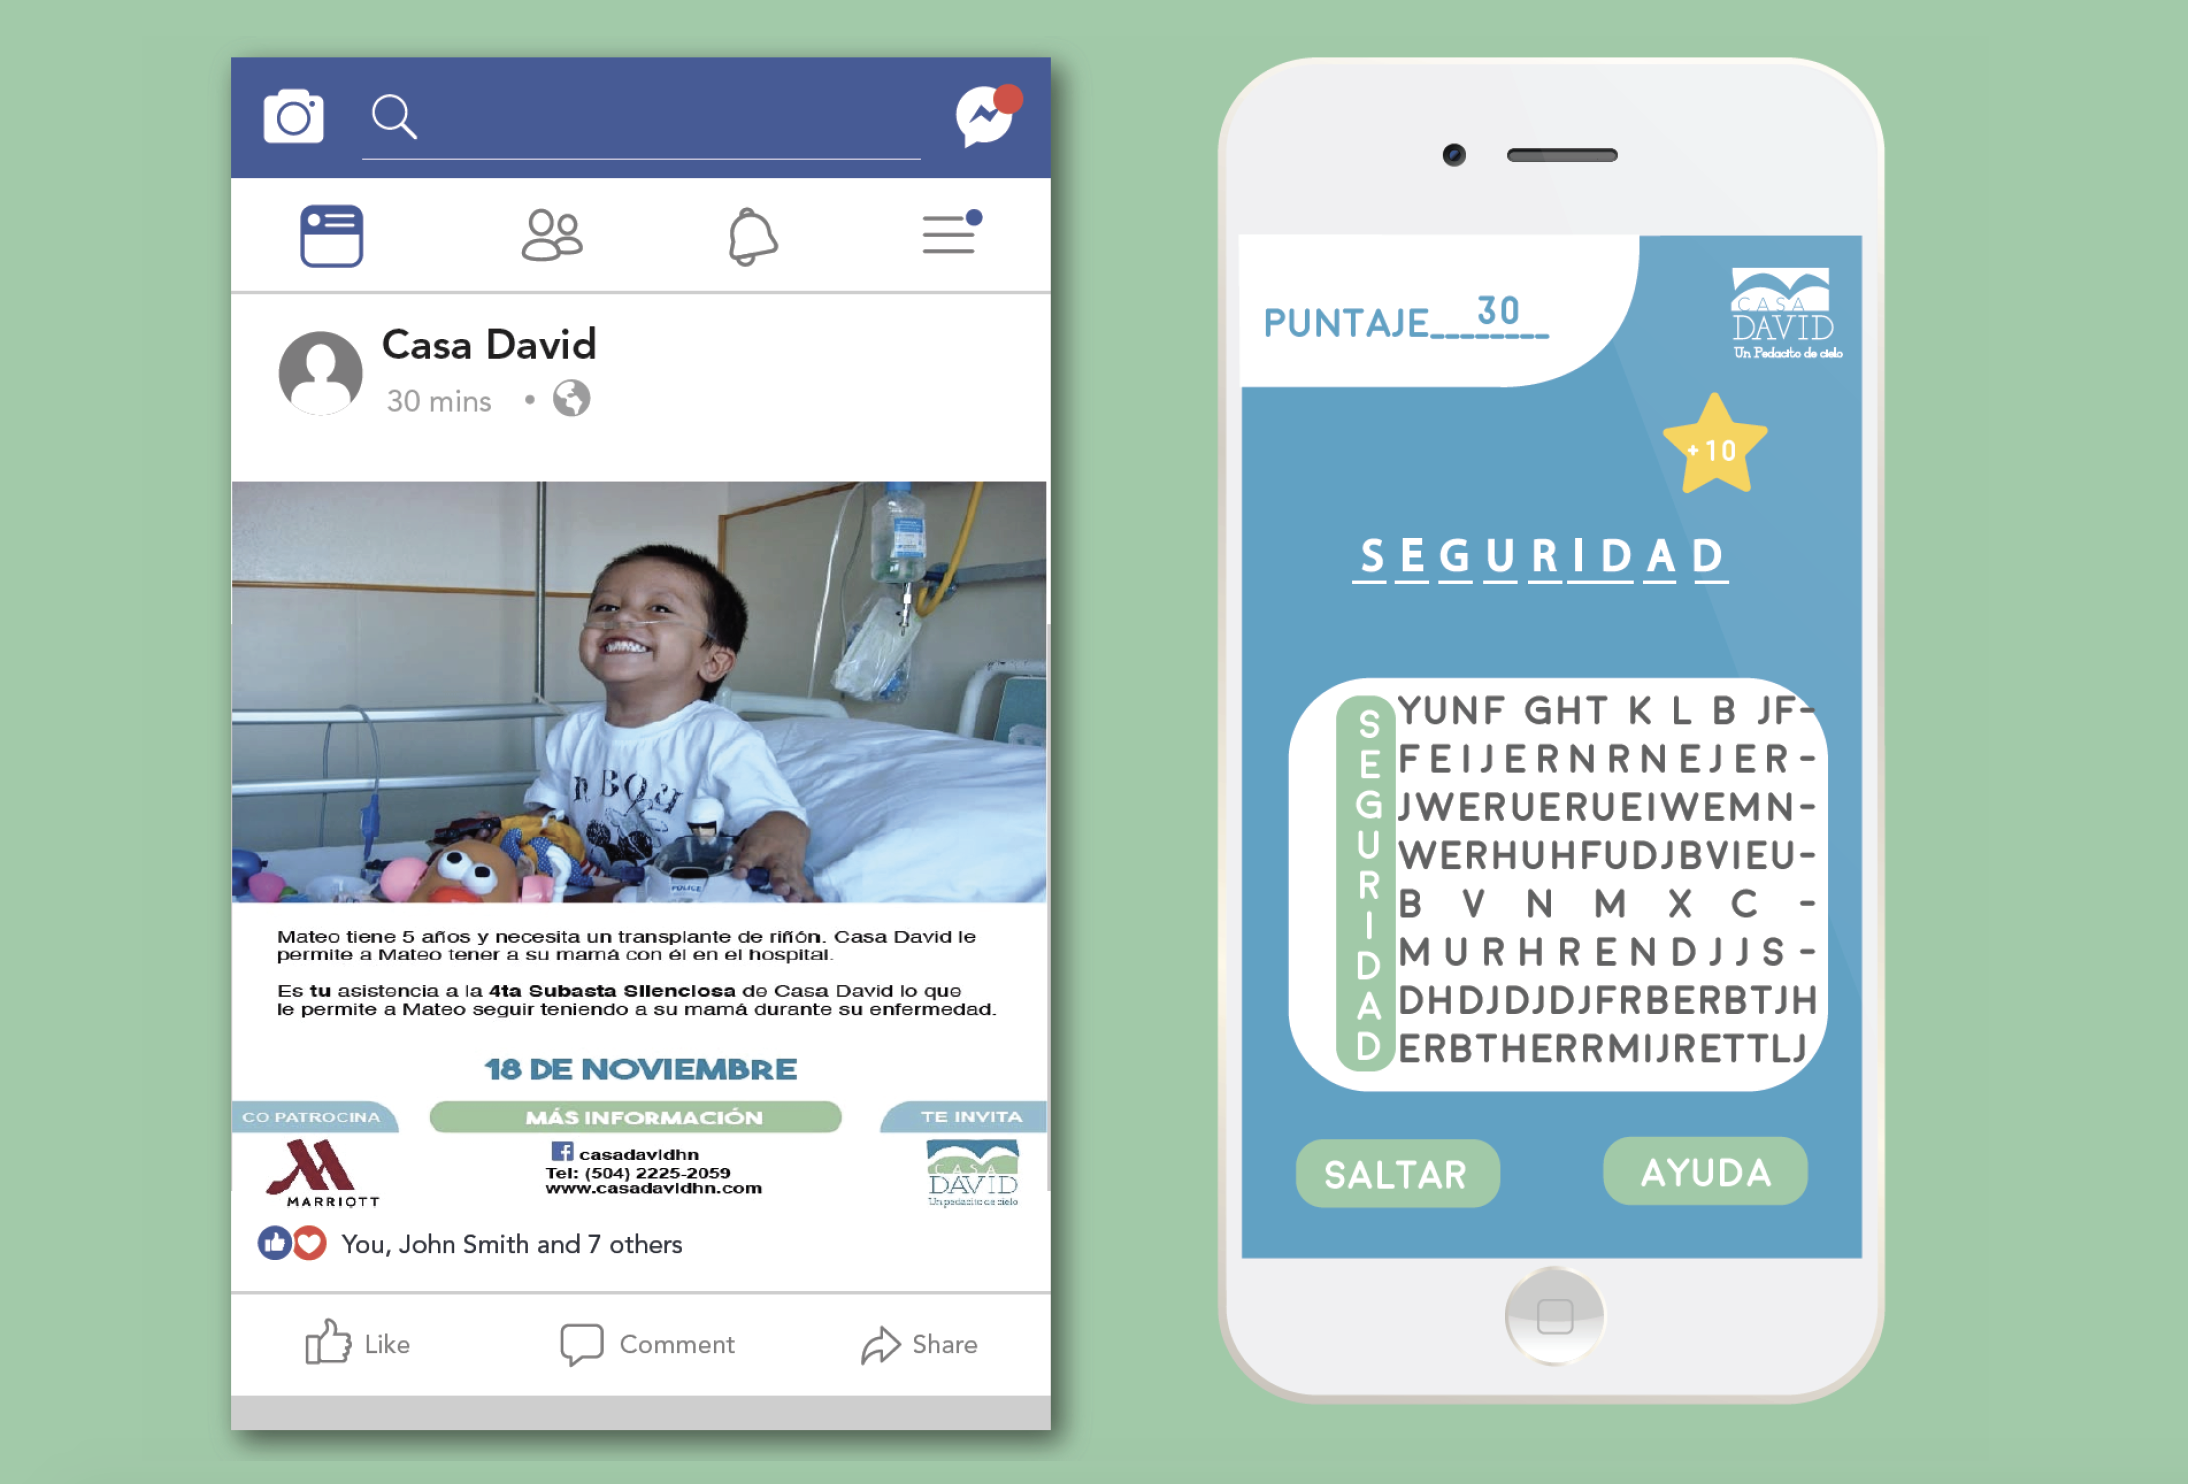 Casa David
30 mins
R BOY
POLICE
Mateo tiene 5 años y necesita un transplante de riñón. Casa David le
permite a Mateo tener a su mamá con él en el hospital.
Es tu asistencia a la 4ta Subasta Silenciosa de Casa David lo que
le permite a Mateo seguir teniendo a su mamá durante su enfermedad.
18 DE NOVIEMBRE
CO PATROCINA
MÁS INFORMACIÓN
TE INVITA
MARRIOTT
casadavidhn
Tel: (504) 2225-2059
www.casadavidhn.com
CASA
DAVID
Un pedacito de cielo
You, John Smith and 7 others
Like
Comment
Share
PUNTAJE 30
CASA
DAVID
Un Pedacito de cielo
+10
SEGURIDAD
SEGURIDAD
YUNF GHT K L B JF-
FEIJERNRNEJER-
JWERUERUEIWEMN-
WERHUHFUDJBVIEU-
B V N M X C -
MURHRENDJJS-
DHDJDJDJFRBERBTJH
ERBTHERRMIJRETTLJ
SALTAR
AYUDA